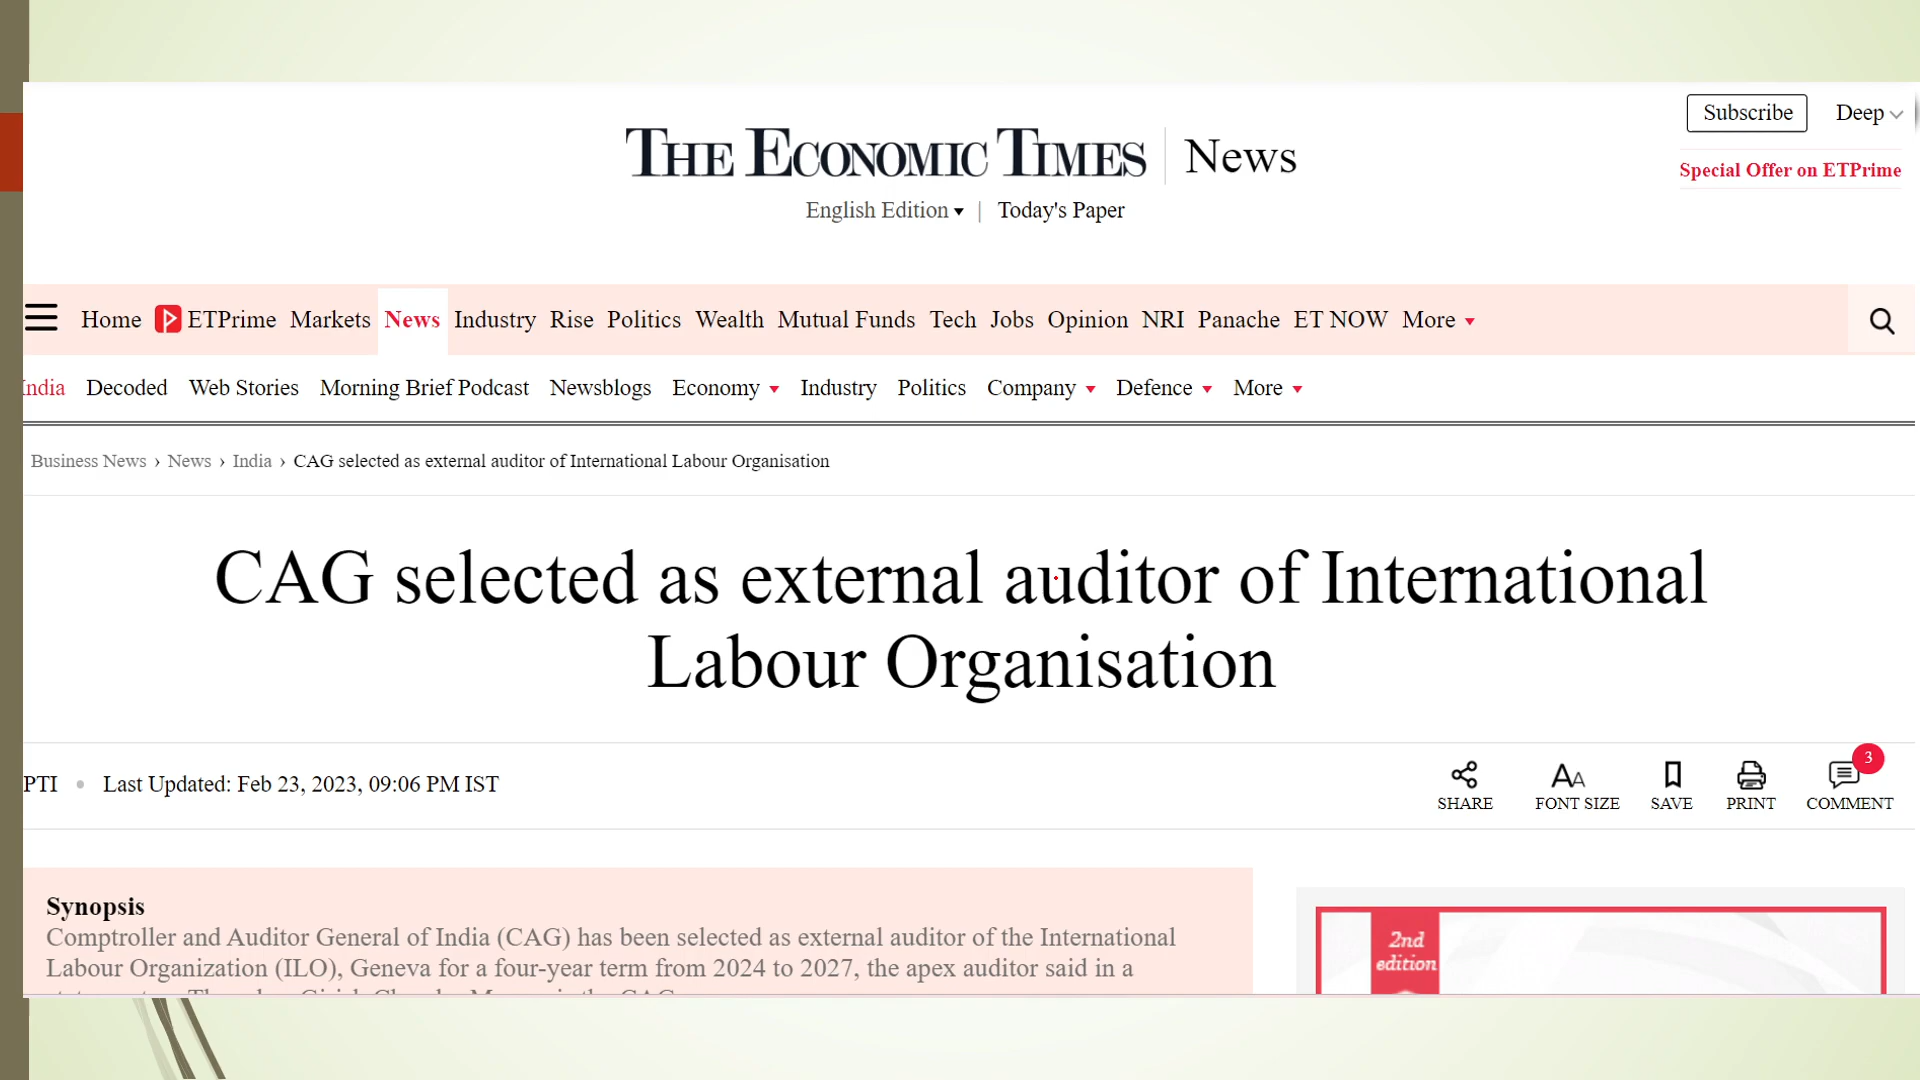 Subscribe
Deep
THE ECONOMIC TIMES News
Special Offer on ETPrime
English Edition | Today's Paper
Home ETPrime Markets News Industry Rise Politics Wealth Mutual Funds Tech Jobs Opinion NRI Panache ET NOW More
India Decoded Web Stories Morning Brief Podcast Newsblogs Economy Industry Politics Company Defence More
Business News › News › India › CAG selected as external auditor of International Labour Organisation
CAG selected as external auditor of International
Labour Organisation
PTI • Last Updated: Feb 23, 2023, 09:06 PM IST
3
SHARE FONT SIZE SAVE PRINT COMMENT
Synopsis
Comptroller and Auditor General of India (CAG) has been selected as external auditor of the International
Labour Organization (ILO), Geneva for a four-year term from 2024 to 2027, the apex auditor said in a
2nd
edition